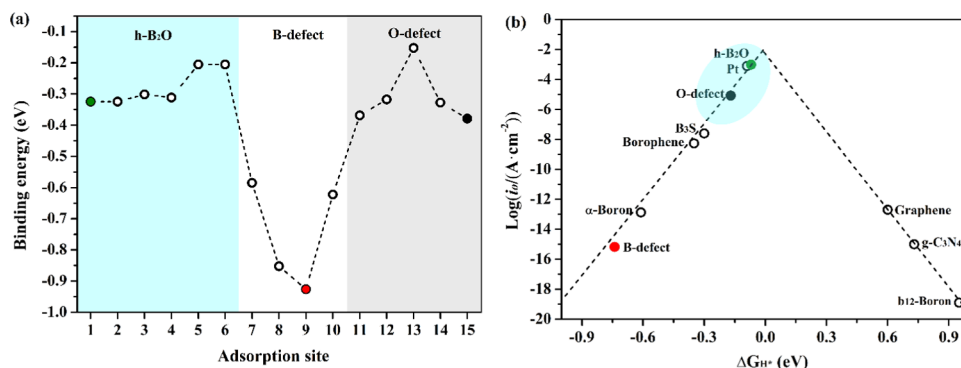 (a)
h-B2O
B-defect
O-defect
Binding energy (eV)
-0.1
-0.2
-0.3
-0.4
-0.5
-0.6
-0.7
-0.8
-0.9
-1.0
1 2 3 4 5 6 7 8 9 10 11 12 13 14 15
Adsorption site
(b)
Log(i0/(A·cm-2)
0
-2
-4
-6
-8
-10
-12
-14
-16
-18
-20
h-B2O
Pt
O-defect
B3S
Borophene
α-Boron
B-defect
Graphene
g-C3N4
b12-Boron
-0.9 -0.6 -0.3 0.0 0.3 0.6 0.9
ΔGH* (eV)